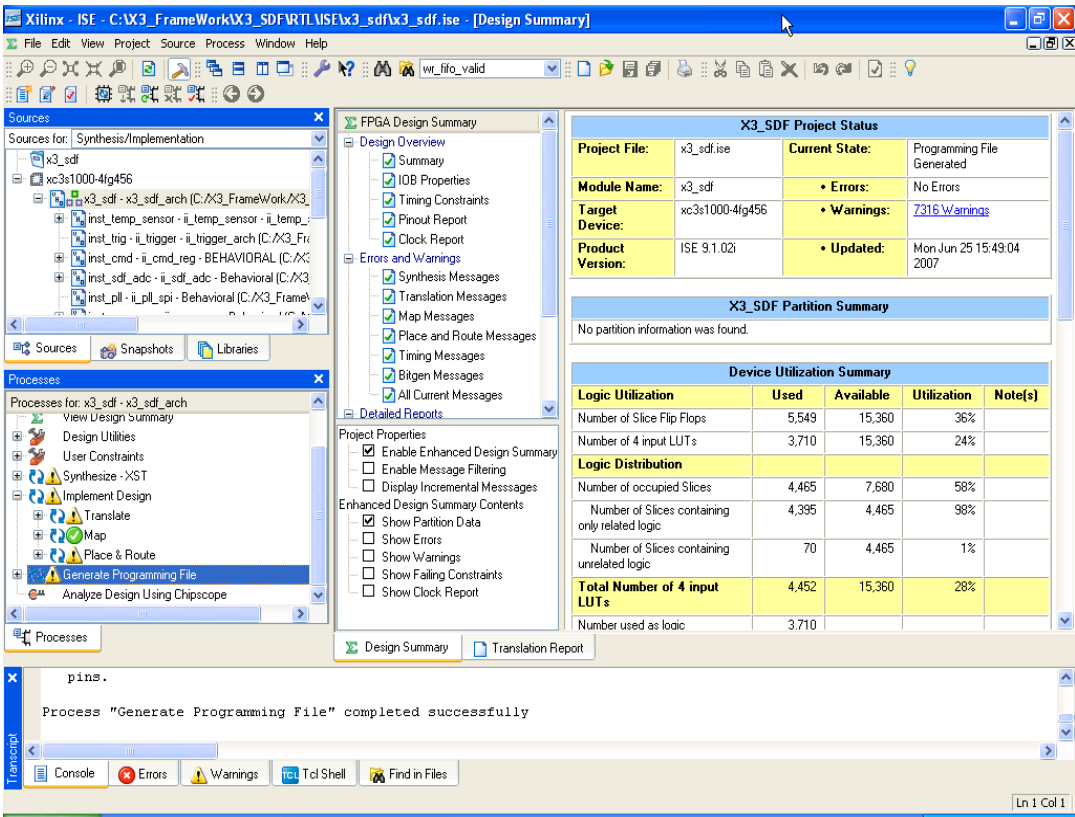 Xilinx - ISE - C:\X3_FrameWork\X3_SDF\RTL\ISE\x3_sdf\x3_sdf.ise - [Design Summary]
File Edit View Project Source Process Window Help
wr_fifo_valid
Sources
Sources for: Synthesis/Implementation
x3_sdf
xc3s1000-4fg456
x3_sdf - x3_sdf_arch (C:/X3_FrameWork/X3_
inst_temp_sensor - ii_temp_sensor - ii_temp_s
inst_trig - ii_trigger - ii_trigger_arch (C:/X3_Fra
inst_cmd - ii_cmd_reg - BEHAVIORAL (C:/X3
inst_sdf_adc - ii_sdf_adc - Behavioral (C:/X3
inst_pll - ii_pll_spi - Behavioral (C:/X3_Frame
Sources
Snapshots
Libraries
Processes
Processes for: x3_sdf - x3_sdf_arch
View Design Summary
Design Utilities
User Constraints
Synthesize - XST
Implement Design
Translate
Map
Place & Route
Generate Programming File
Analyze Design Using Chipscope
Processes
FPGA Design Summary
Design Overview
Summary
IOB Properties
Timing Constraints
Pinout Report
Clock Report
Errors and Warnings
Synthesis Messages
Translation Messages
Map Messages
Place and Route Messages
Timing Messages
Bitgen Messages
All Current Messages
Detailed Reports
Project Properties
Enable Enhanced Design Summary
Enable Message Filtering
Display Incremental Messsages
Enhanced Design Summary Contents
Show Partition Data
Show Errors
Show Warnings
Show Failing Constraints
Show Clock Report
X3_SDF Project Status
Project File: x3_sdf.ise Current State: Programming File
Generated
Module Name: x3_sdf • Errors: No Errors
Target xc3s1000-4fg456 • Warnings: 7316 Warnings
Device:
Product ISE 9.1.02i • Updated: Mon Jun 25 15:49:04
Version: 2007
X3_SDF Partition Summary
No partition information was found.
Device Utilization Summary
Logic Utilization Used Available Utilization Note(s)
Number of Slice Flip Flops 5,549 15,360 36%
Number of 4 input LUTs 3,710 15,360 24%
Logic Distribution
Number of occupied Slices 4,465 7,680 58%
Number of Slices containing 4,395 4,465 98%
only related logic
Number of Slices containing 70 4,465 1%
unrelated logic
Total Number of 4 input 4,452 15,360 28%
LUTs
Number used as logic 3,710
Design Summary
Translation Report
pins.
Process "Generate Programming File" completed successfully
Transcript
Console
Errors
Warnings
TCL Tcl Shell
Find in Files
Ln 1 Col 1